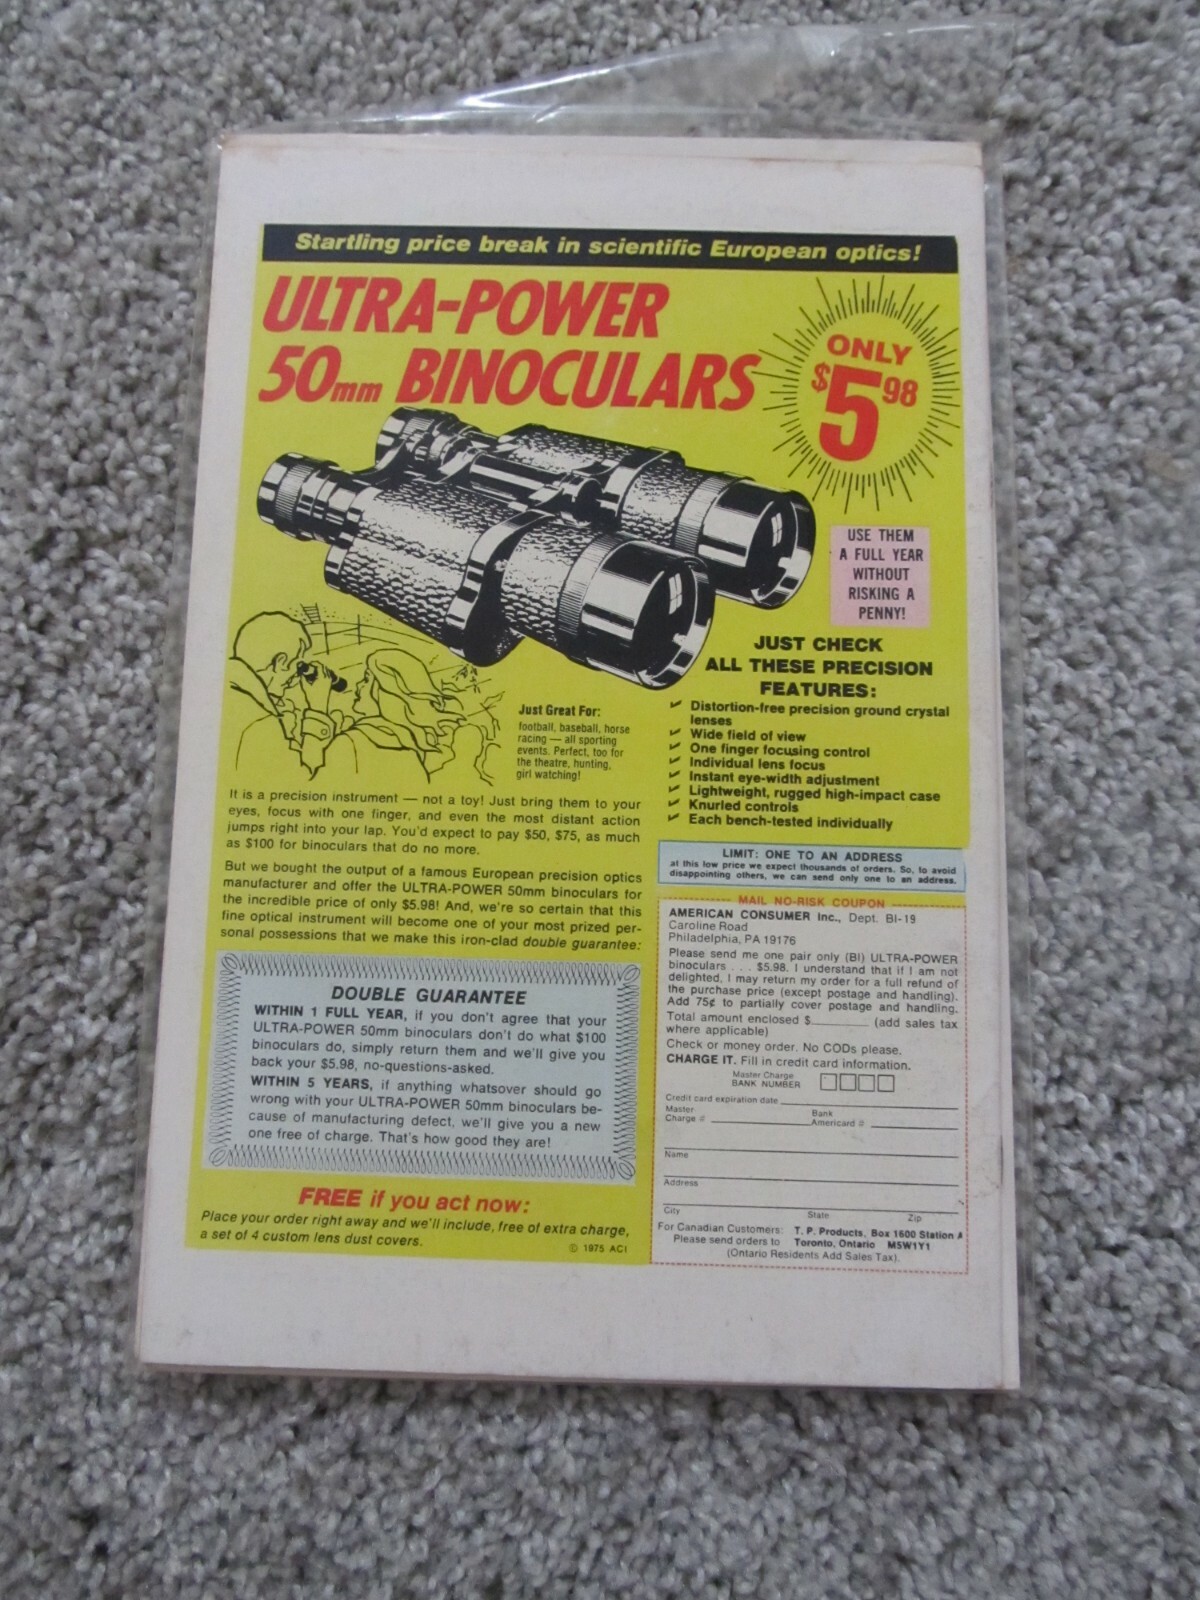 Startling price break in scientific European optics!
ULTRA-POWER
50mm BINOCULARS
ONLY
$5 98
USE THEM
A FULL YEAR
WITHOUT
RISKING A
PENNY!
JUST CHECK
ALL THESE PRECISION
FEATURES:
Distortion-free precision ground crystal
lenses
Wide field of view
One finger focusing control
Individual lens focus
Instant eye-width adjustment
Lightweight, rugged high-impact case
Knurled controls
Each bench-tested individually
Just Great For:
football, baseball, horse
racing — all sporting
events. Perfect, too for
the theatre, hunting,
girl watching!
It is a precision instrument — not a toy! Just bring them to your
eyes, focus with one finger, and even the most distant action
jumps right into your lap. You'd expect to pay $50, $75, as much
as $100 for binoculars that do no more.
But we bought the output of a famous European precision optics
manufacturer and offer the ULTRA-POWER 50mm binoculars for
the incredible price of only $5.98! And, we're so certain that this
fine optical instrument will become one of your most prized per-
sonal possessions that we make this iron-clad double guarantee:
DOUBLE GUARANTEE
WITHIN 1 FULL YEAR, if you don't agree that your
ULTRA-POWER 50mm binoculars don't do what $100
binoculars do, simply return them and we'll give you
back your $5.98, no-questions-asked.
WITHIN 5 YEARS, if anything whatsover should go
wrong with your ULTRA-POWER 50mm binoculars be-
cause of manufacturing defect, we'll give you a new
one free of charge. That's how good they are!
FREE if you act now:
Place your order right away and we'll include, free of extra charge,
a set of 4 custom lens dust covers.
© 1975 ACI
LIMIT: ONE TO AN ADDRESS
at this low price we expect thousands of orders. So, to avoid
disappointing others, we can send only one to an address.
MAIL NO-RISK COUPON
AMERICAN CONSUMER Inc., Dept. BI-19
Caroline Road
Philadelphia, PA 19176
Please send me one pair only (BI) ULTRA-POWER
binoculars . . . $5.98. I understand that if I am not
delighted, I may return my order for a full refund of
the purchase price (except postage and handling).
Add 75¢ to partially cover postage and handling.
Total amount enclosed $________ (add sales tax
where applicable)
Check or money order. No CODs please.
CHARGE IT. Fill in credit card information.
Master Charge
BANK NUMBER
Credit card expiration date
Master Charge #
Bank Americard #
Name
Address
City State Zip
For Canadian Customers: T. P. Products, Box 1600 Station A
Please send orders to Toronto, Ontario M5W1Y1
(Ontario Residents Add Sales Tax).